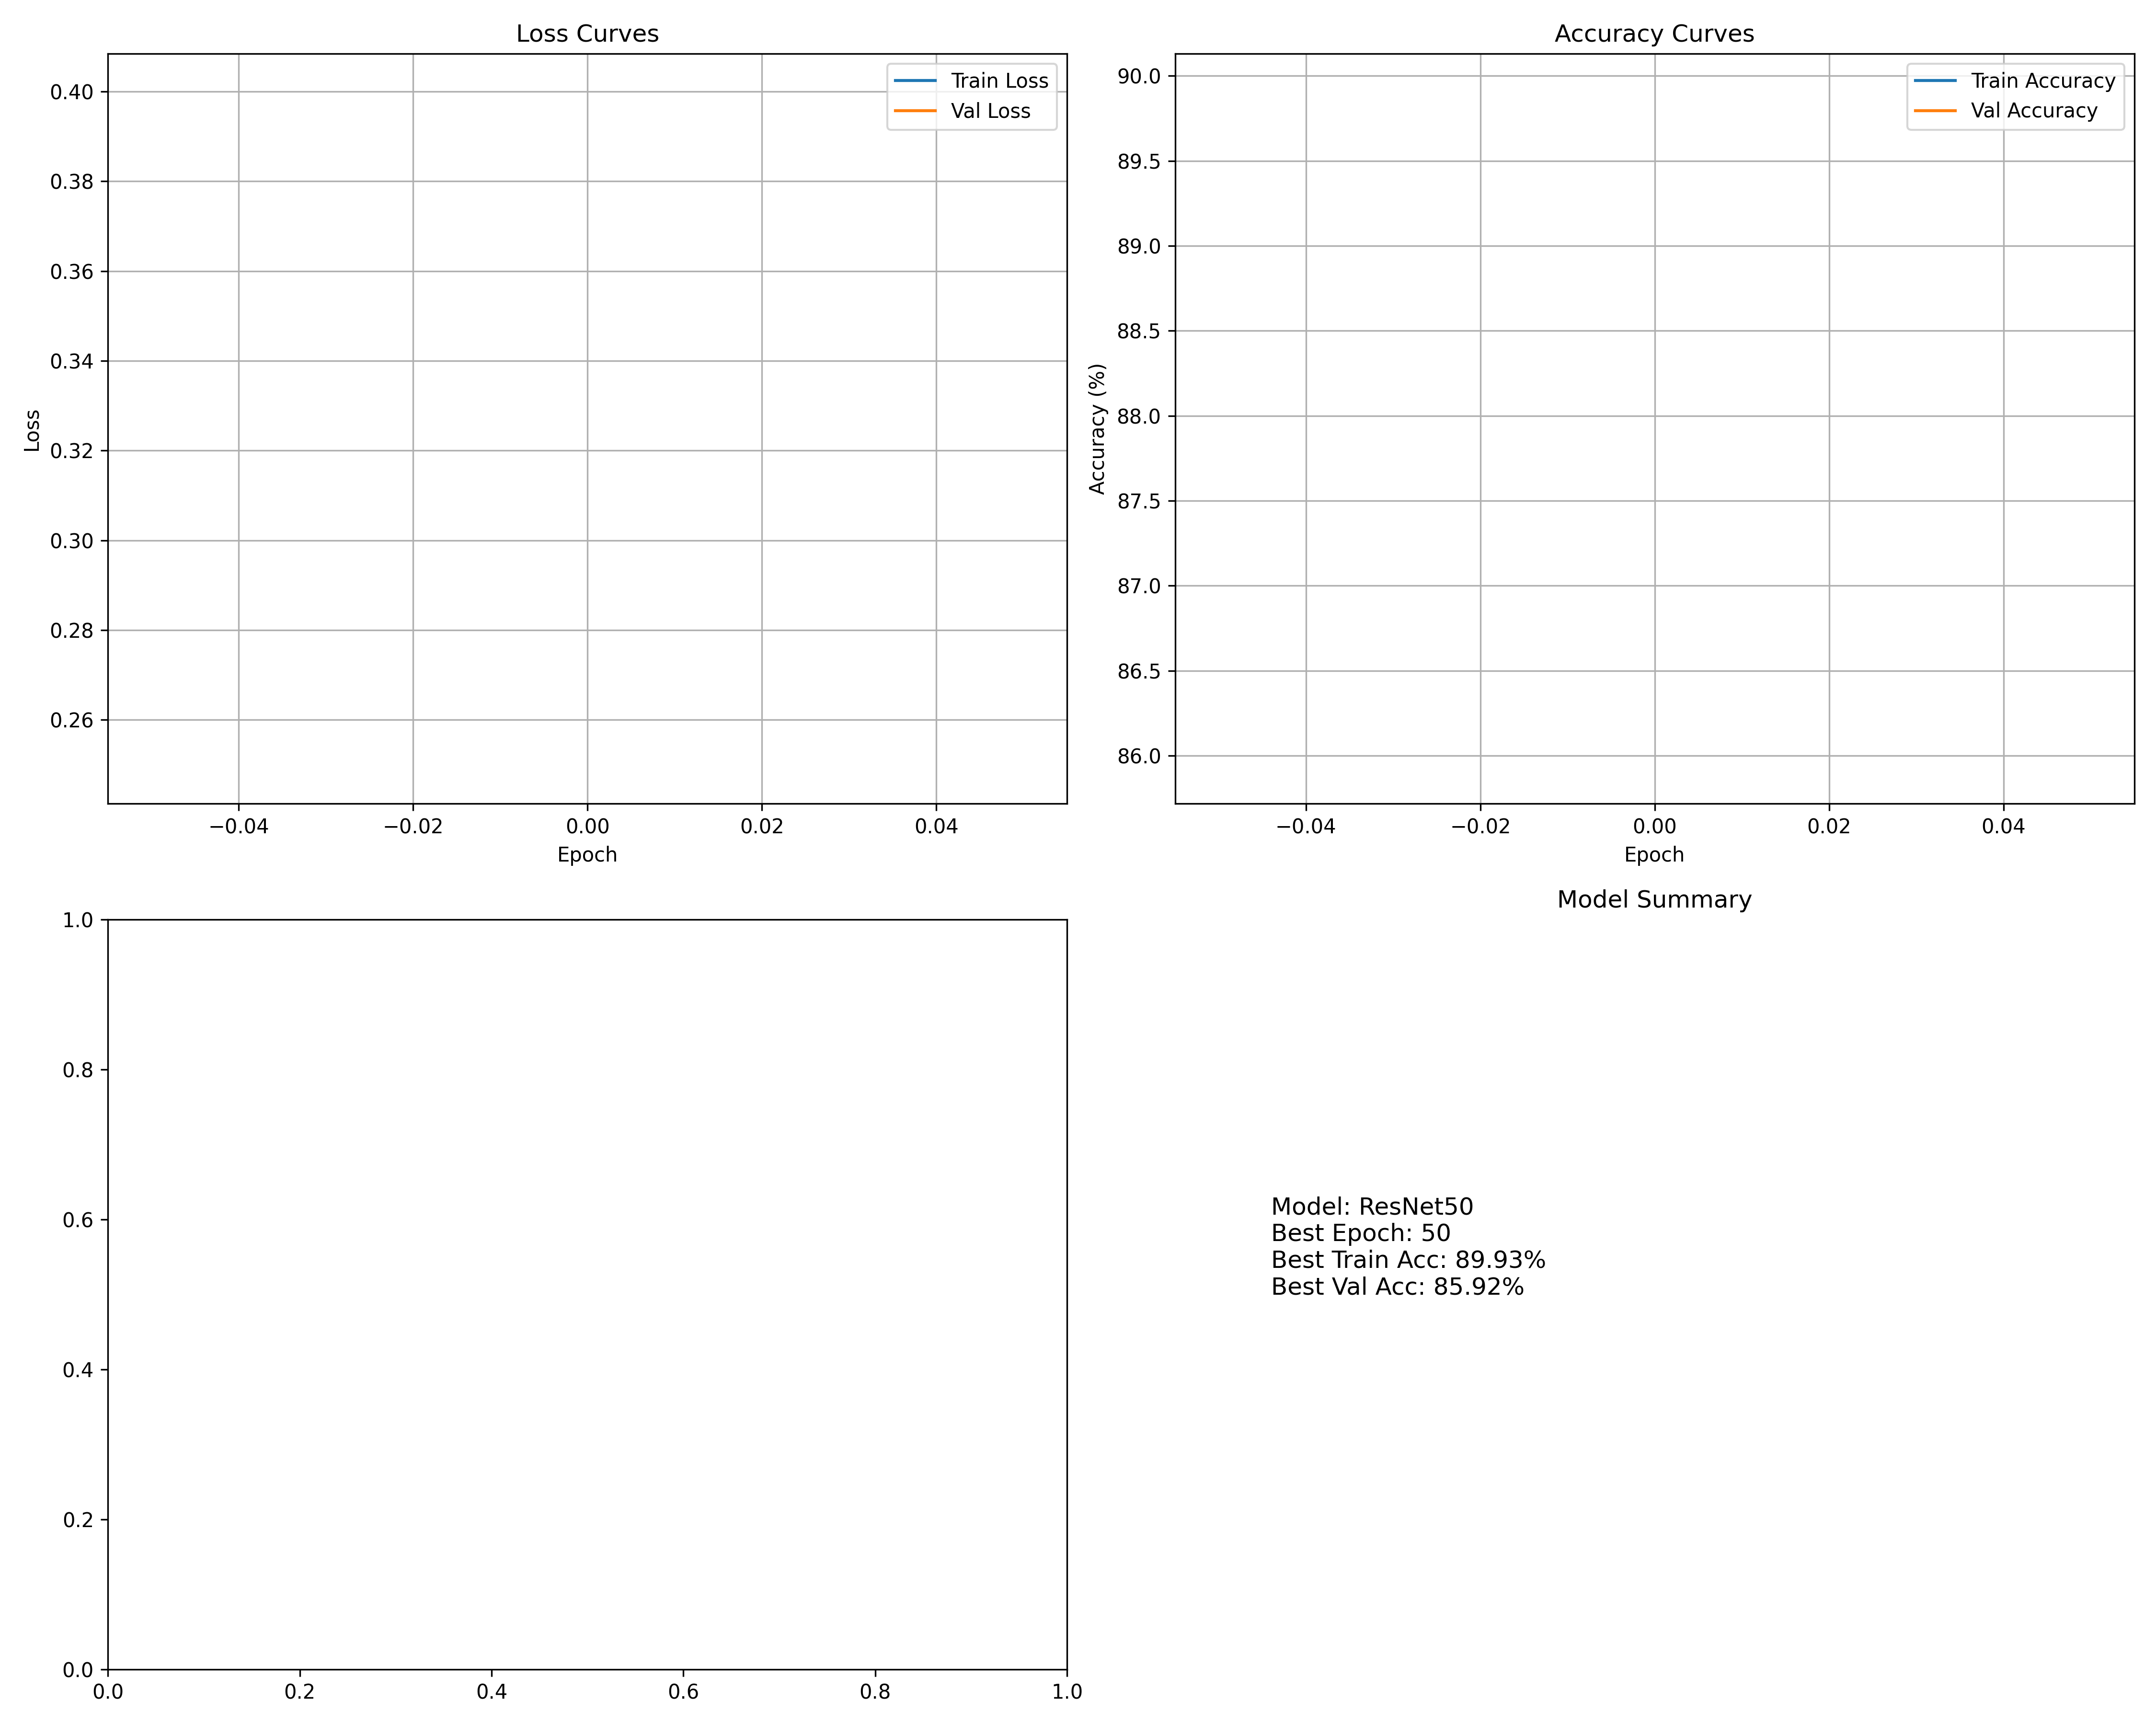 Loss Curves
Train Loss
Val Loss
0.40
0.38
0.36
0.34
0.32
0.30
0.28
0.26
Loss
−0.04 −0.02 0.00 0.02 0.04
Epoch
Accuracy Curves
Train Accuracy
Val Accuracy
90.0
89.5
89.0
88.5
88.0
87.5
87.0
86.5
86.0
Accuracy (%)
−0.04 −0.02 0.00 0.02 0.04
Epoch
1.0
0.8
0.6
0.4
0.2
0.0
0.0 0.2 0.4 0.6 0.8 1.0
Model Summary
Model: ResNet50
Best Epoch: 50
Best Train Acc: 89.93%
Best Val Acc: 85.92%